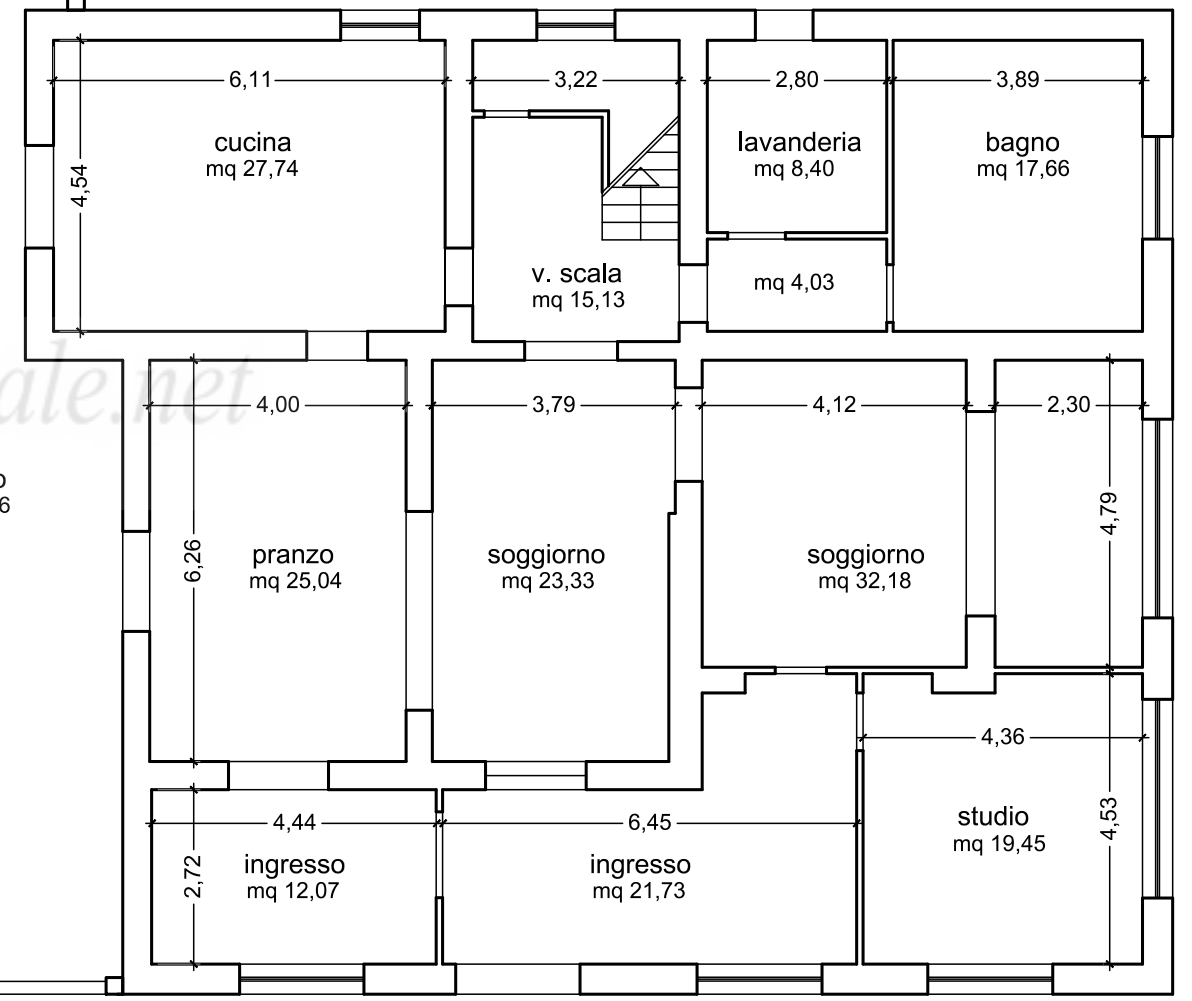 6,11
3,22
2,80
3,89
cucina
mq 27,74
lavanderia
mq 8,40
bagno
mq 17,66
4,54
v. scala
mq 15,13
mq 4,03
ale.net
4,00
3,79
4,12
2,30
o
6
4,79
6,26
pranzo
mq 25,04
soggiorno
mq 23,33
soggiorno
mq 32,18
4,36
4,44
6,45
studio
mq 19,45
4,53
2,72
ingresso
mq 12,07
ingresso
mq 21,73